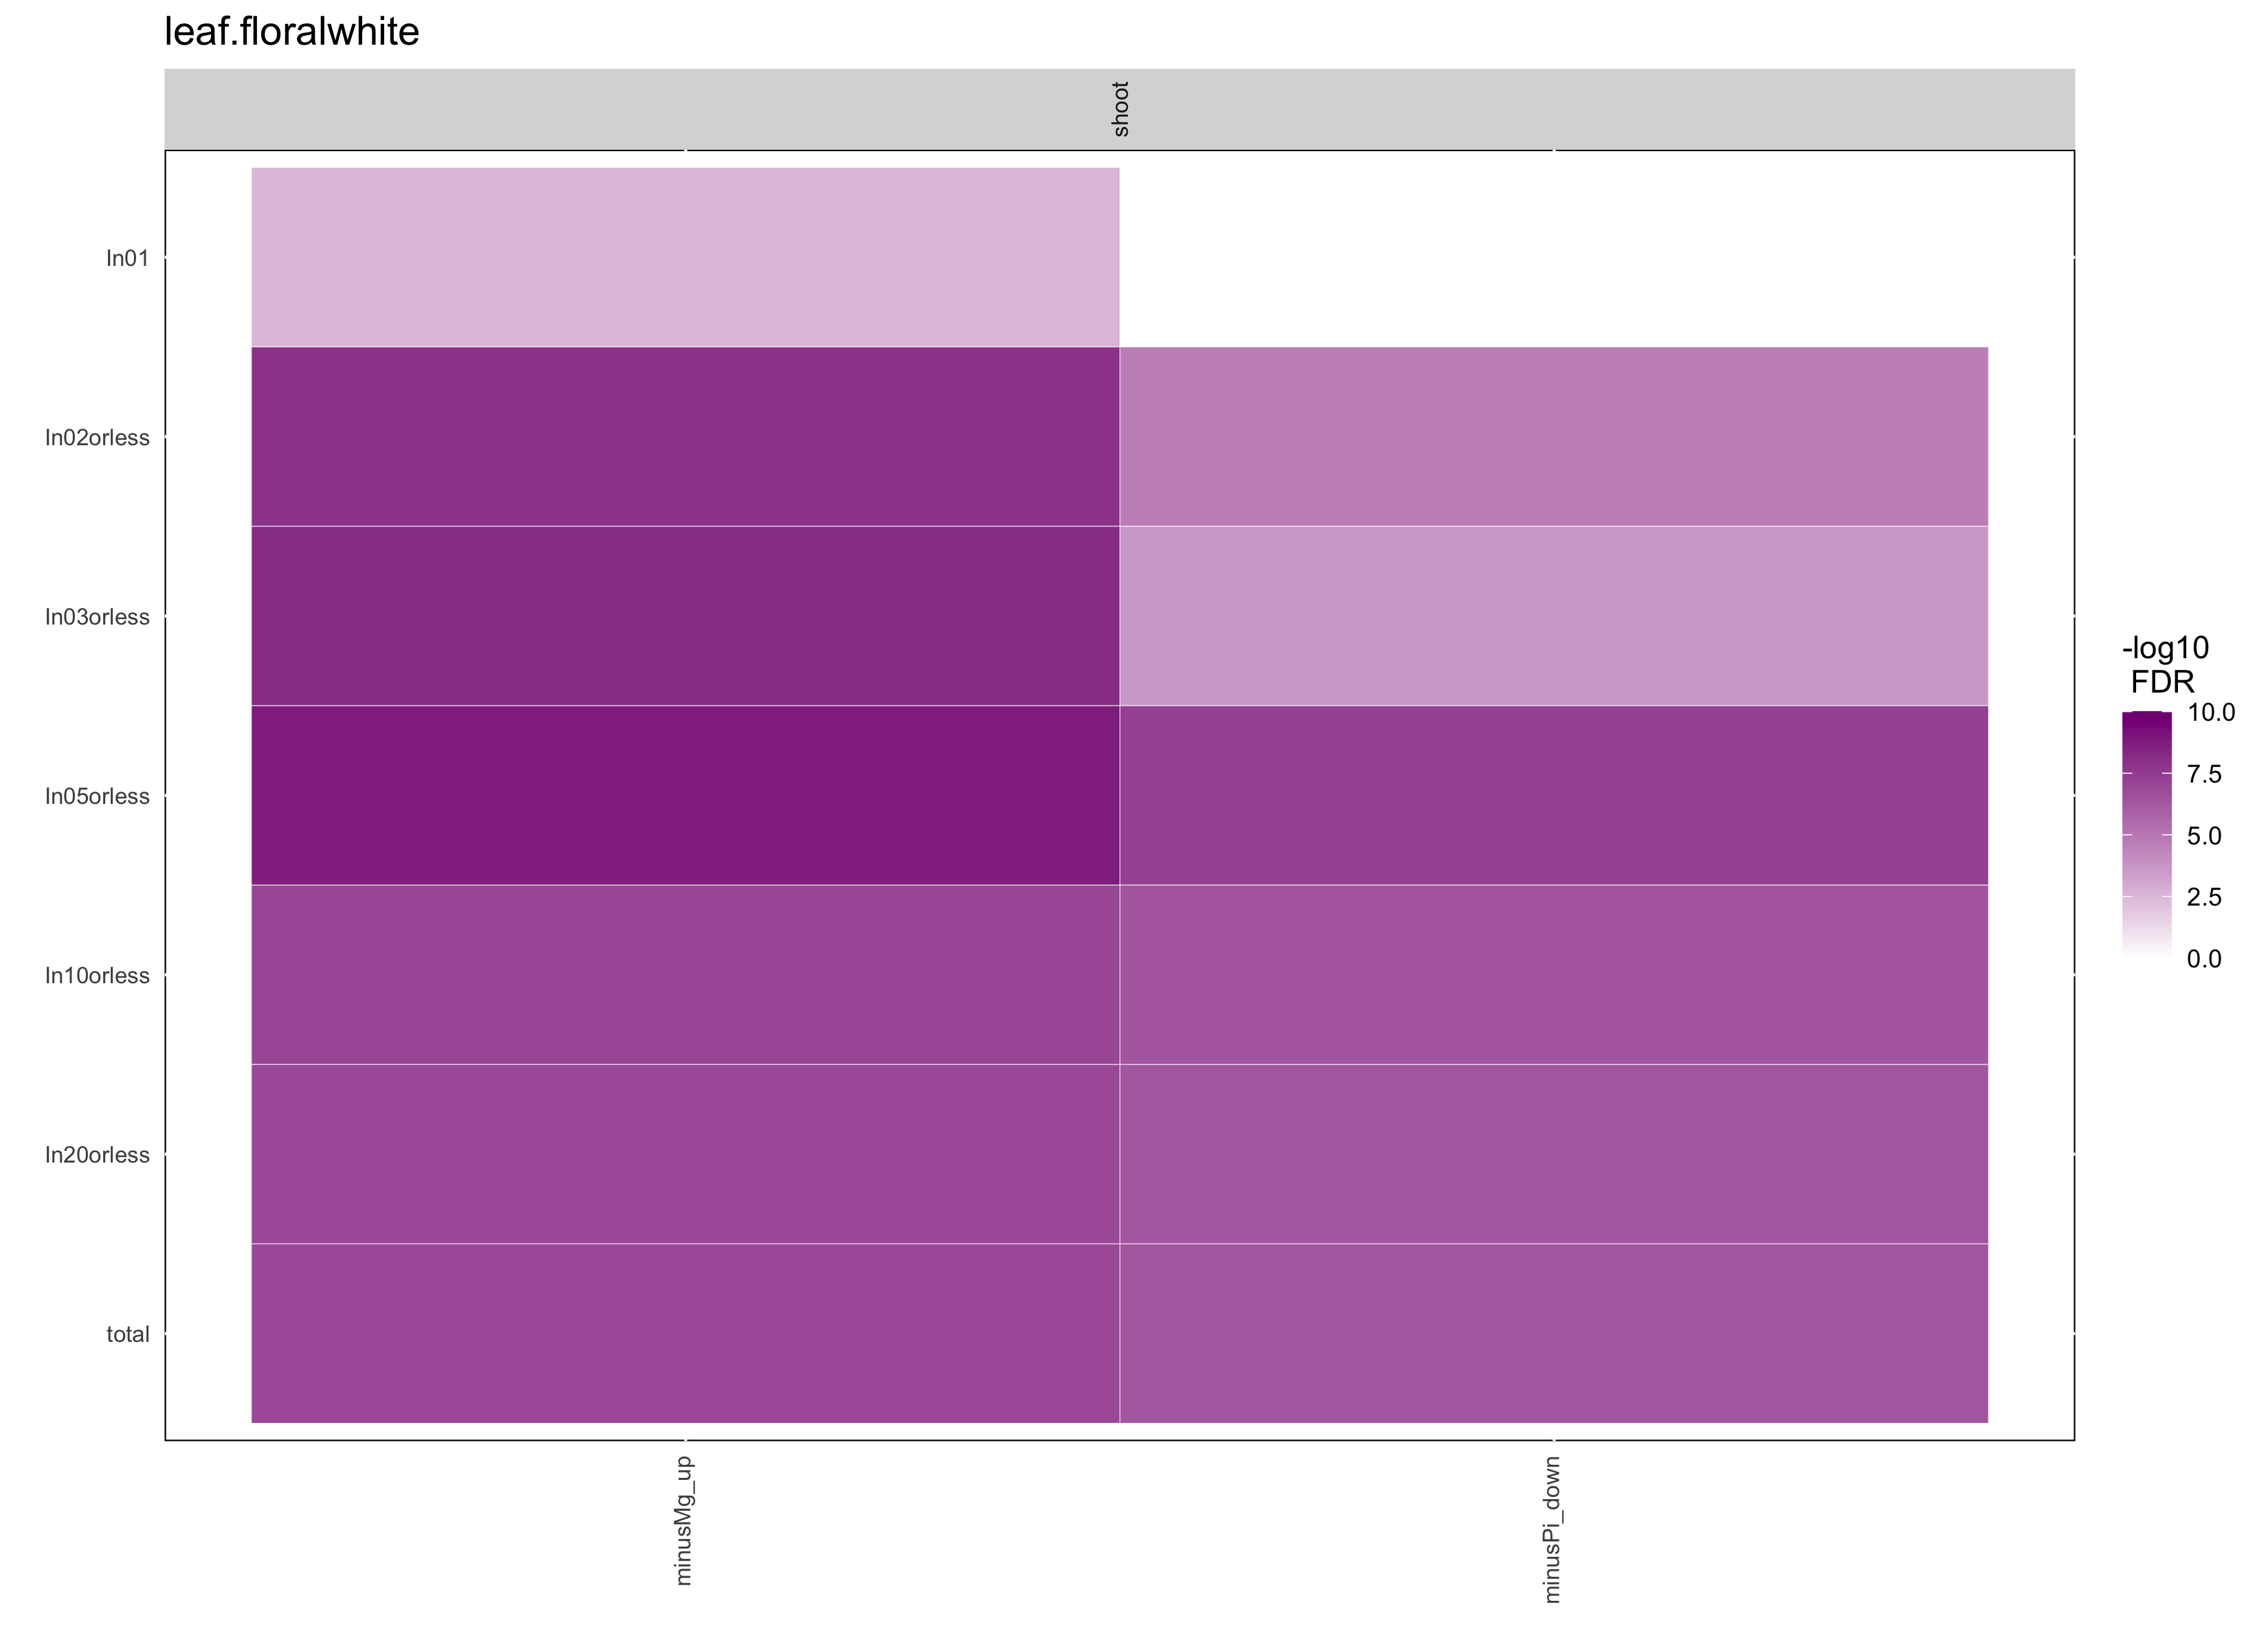 leaf.floralwhite
shoot
In01
In02orless
In03orless
In05orless
In10orless
In20orless
total
minusMg_up
minusPi_down
-log10
FDR
10.0
7.5
5.0
2.5
0.0